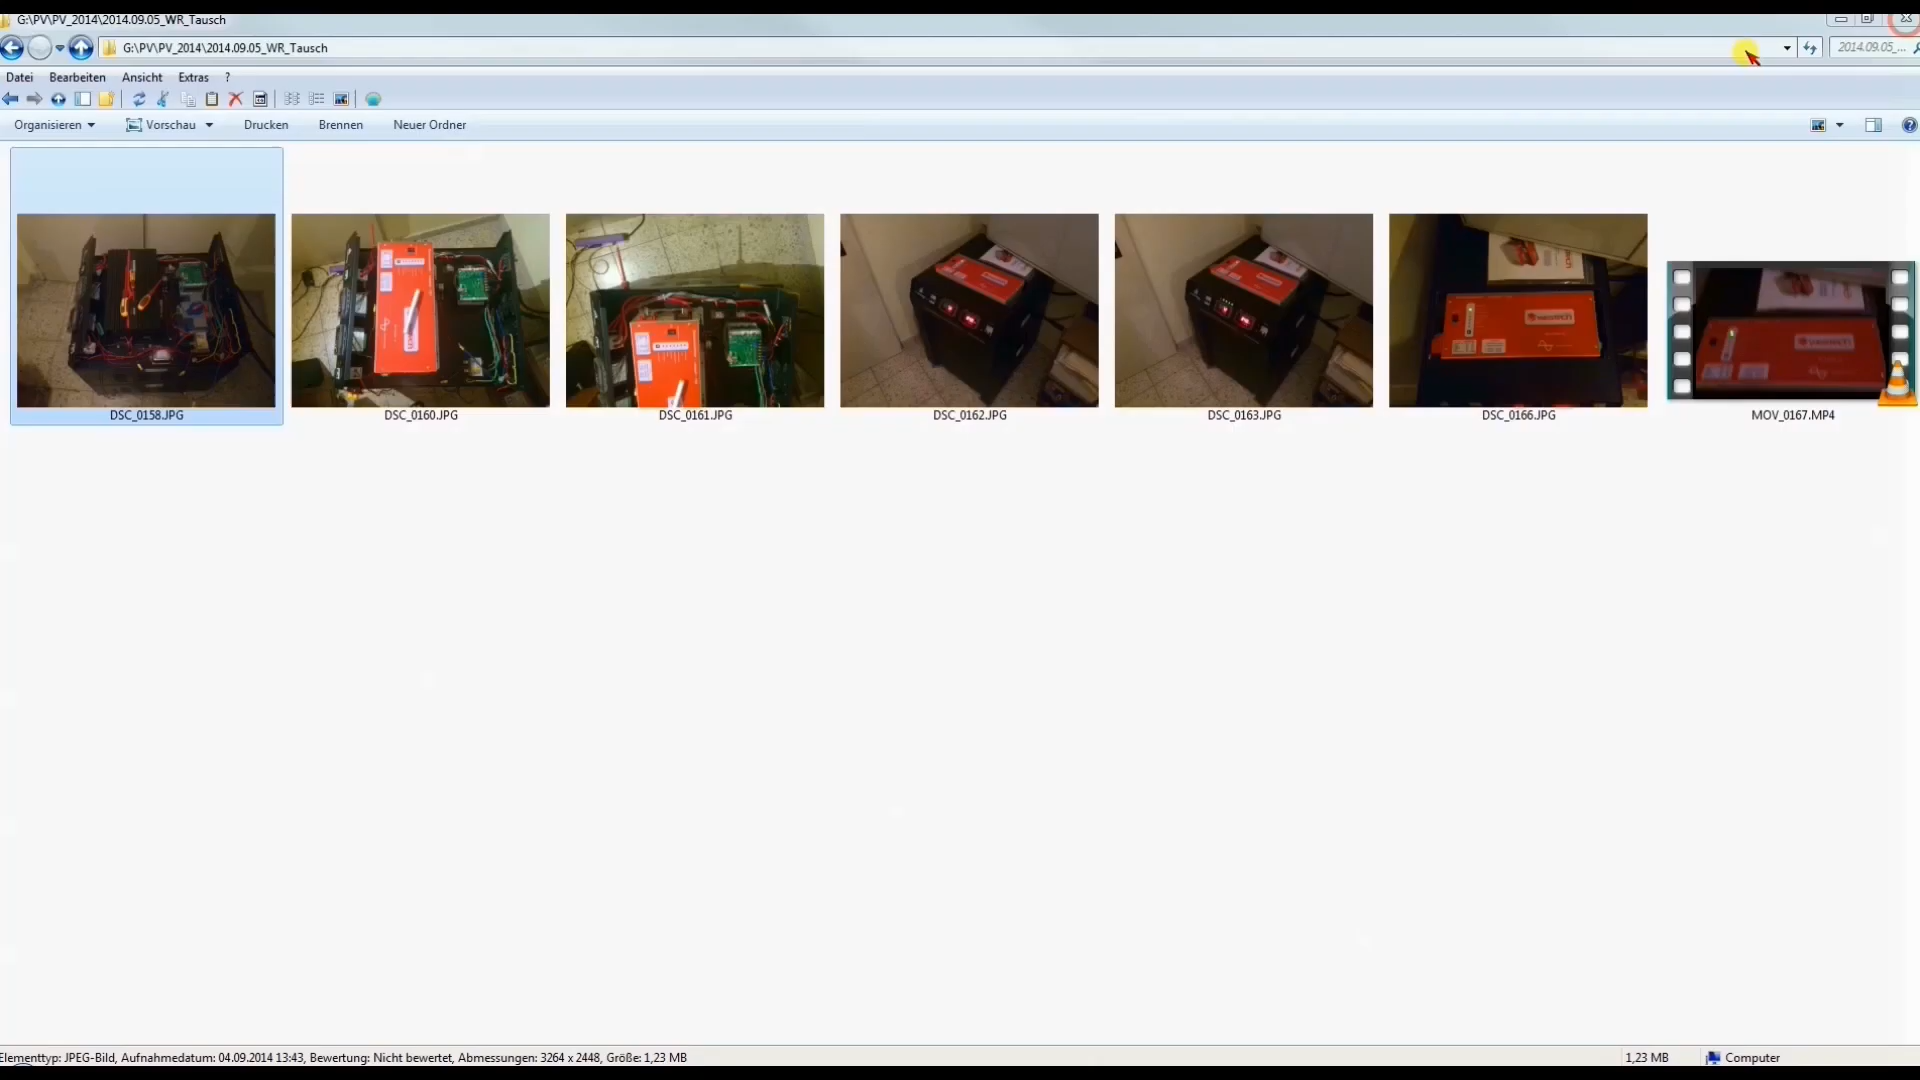 G:\PV\PV_2014\2014.09.05_WR_Tausch
G:\PV\PV_2014\2014.09.05_WR_Tausch
2014.09.05_...
Datei Bearbeiten Ansicht Extras ?
Organisieren Vorschau Drucken Brennen Neuer Ordner
DSC_0158.JPG
DSC_0160.JPG
DSC_0161.JPG
DSC_0162.JPG
DSC_0163.JPG
DSC_0166.JPG
MOV_0167.MP4
Elementtyp: JPEG-Bild, Aufnahmedatum: 04.09.2014 13:43, Bewertung: Nicht bewertet, Abmessungen: 3264 x 2448, Größe: 1,23 MB
1,23 MB
Computer